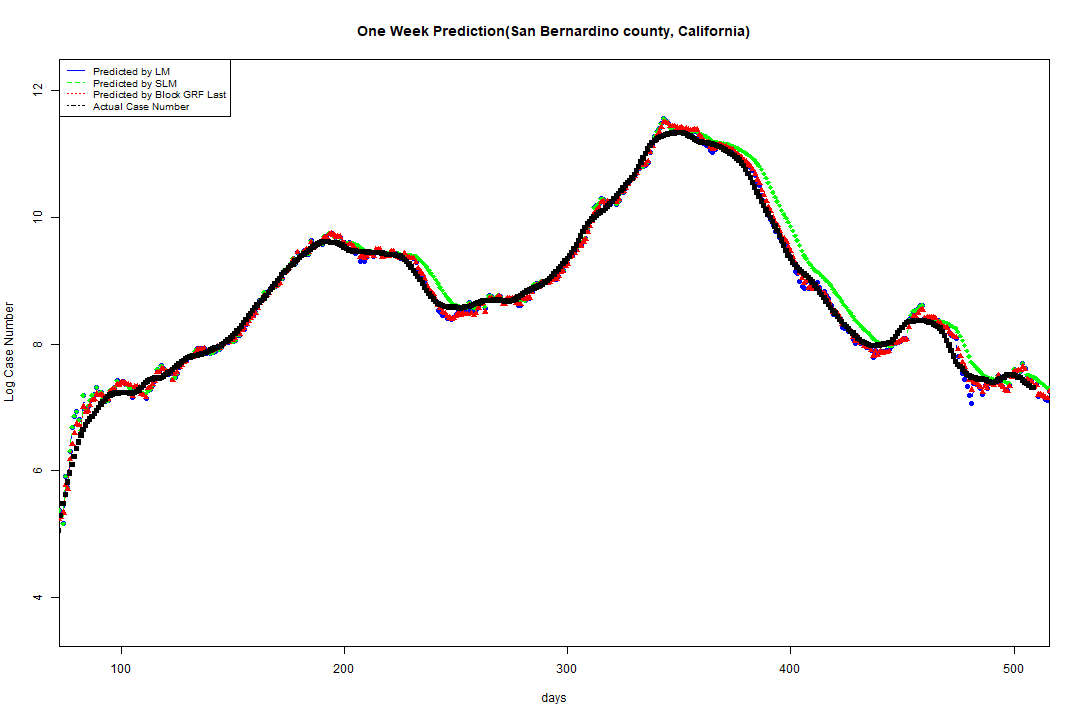 One Week Prediction(San Bernardino county, California)
Predicted by LM
Predicted by SLM
Predicted by Block GRF Last
Actual Case Number
12
10
8
6
4
Log Case Number
100 200 300 400 500
days